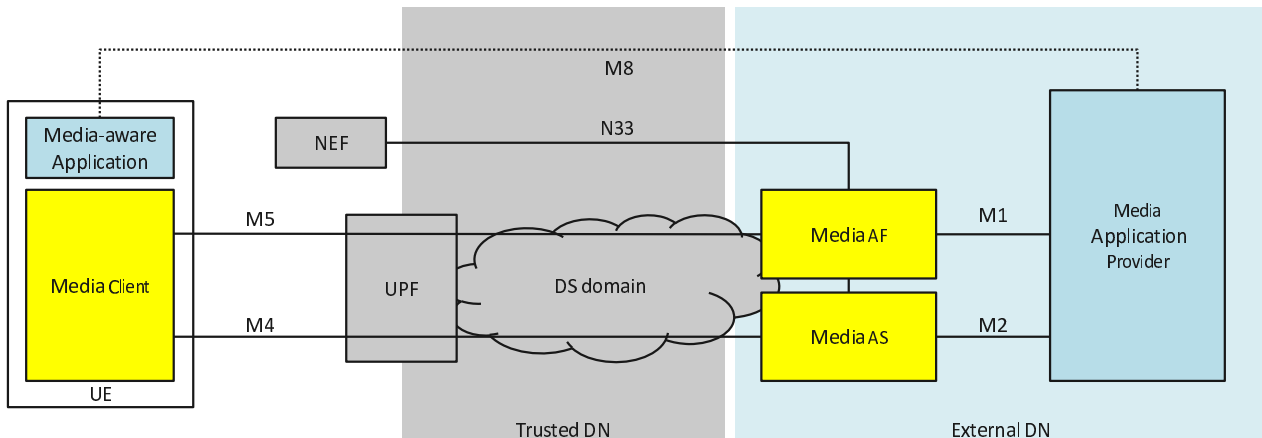 M8
Media-aware
Application
NEF
N33
M5
Media AF
M1
Media
Application
Provider
Media Client
UPF
DS domain
M4
Media AS
M2
UE
Trusted DN
External DN